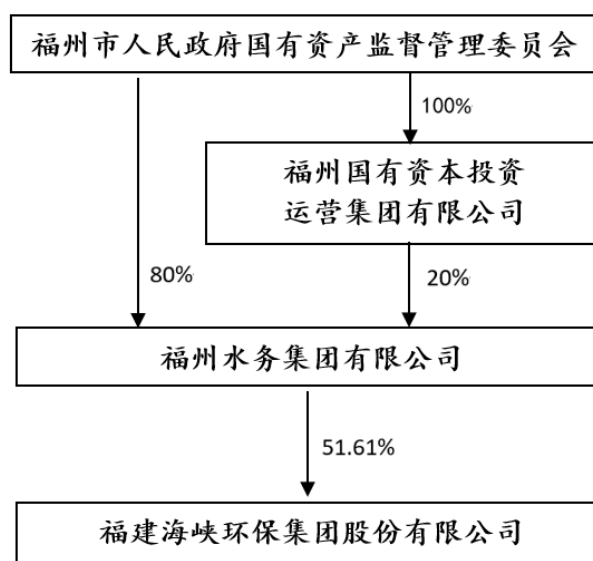 福州市人民政府国有资产监督管理委员会
100%
福州国有资本投资
运营集团有限公司
80%
20%
福州水务集团有限公司
51.61%
福建海峡环保集团股份有限公司